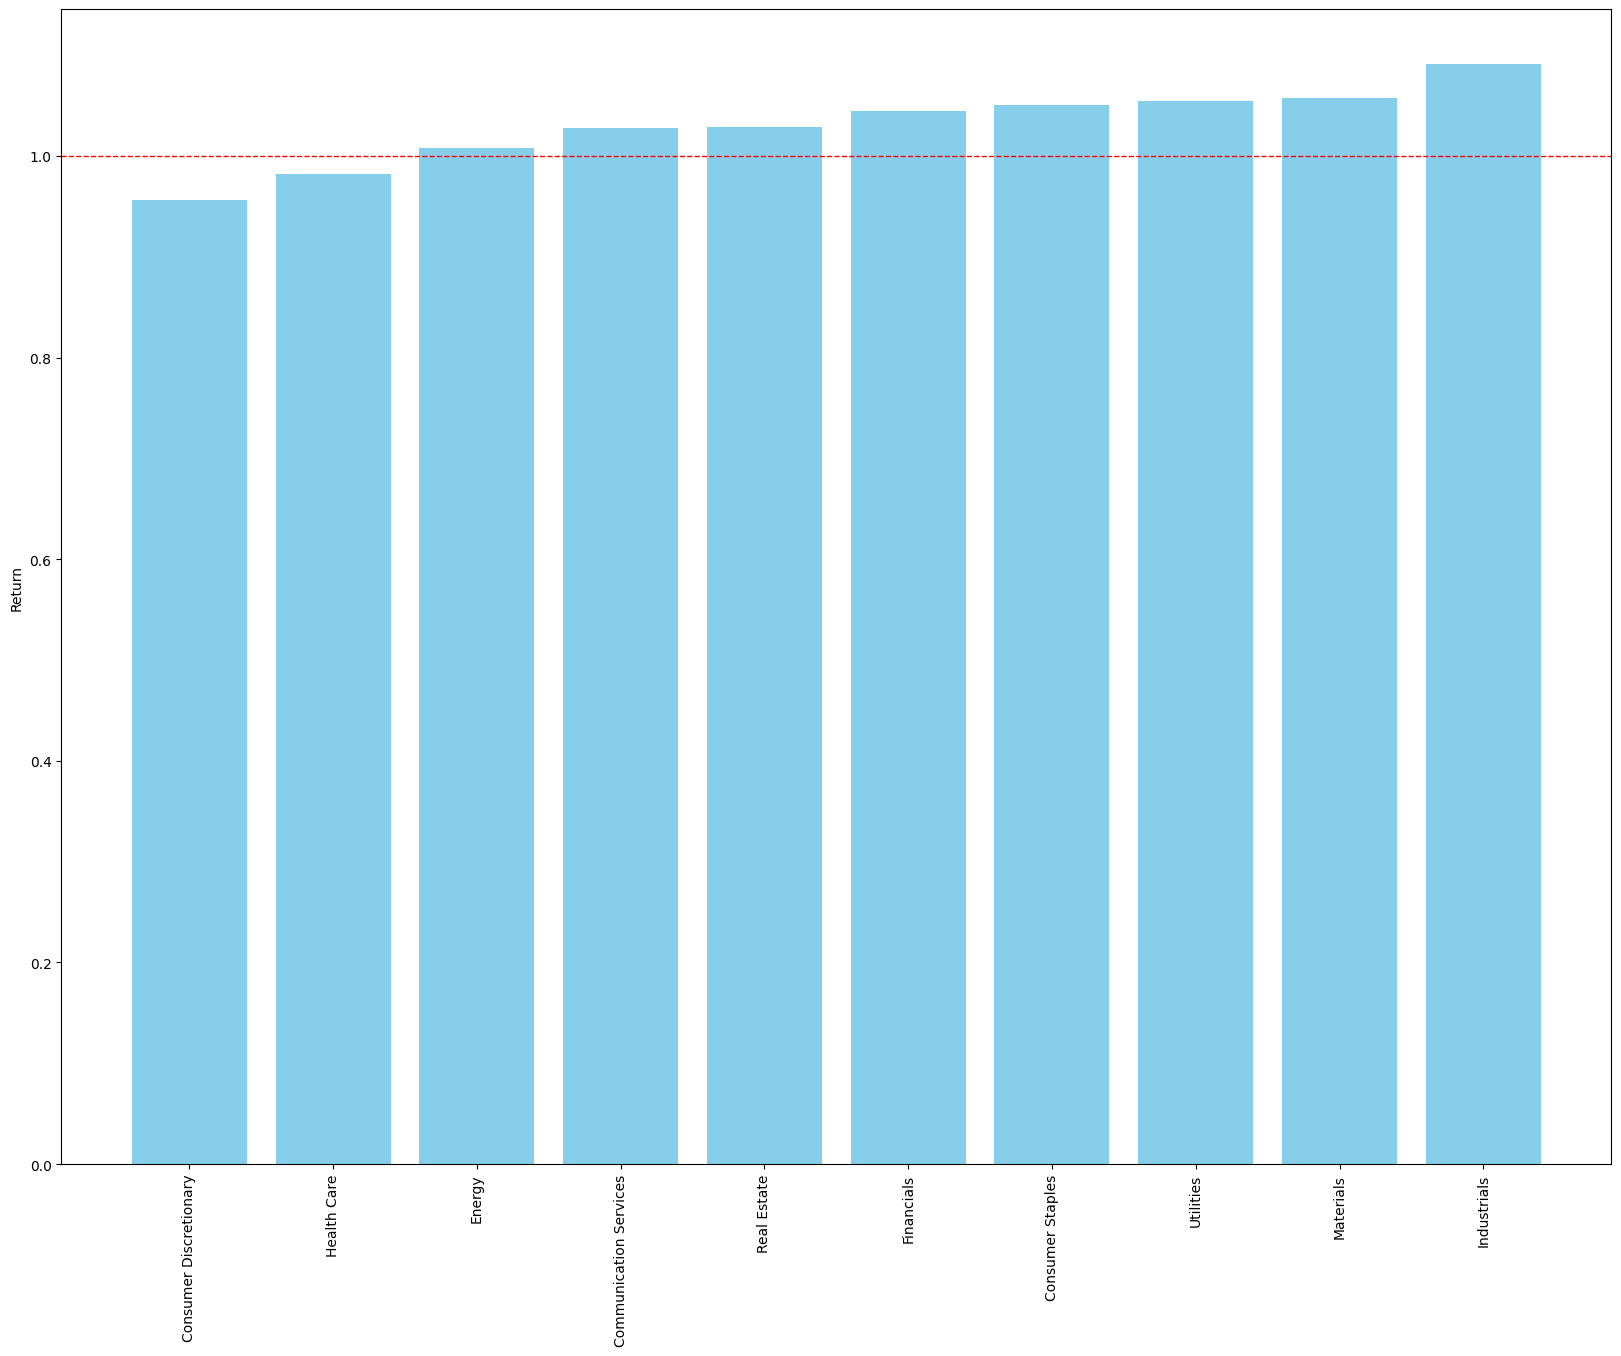 Return
1.0
0.8
0.6
0.4
0.2
0.0
Consumer Discretionary
Health Care
Energy
Communication Services
Real Estate
Financials
Consumer Staples
Utilities
Materials
Industrials